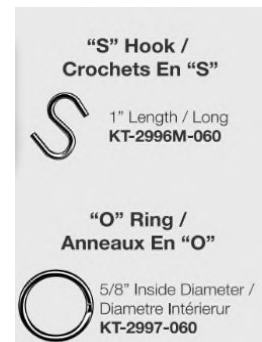 “S” Hook /
Crochets En “S”
1” Length / Long
KT-2996M-060
“O” Ring /
Anneaux En “O”
5/8” Inside Diameter /
Diametre Intérierur
KT-2997-060